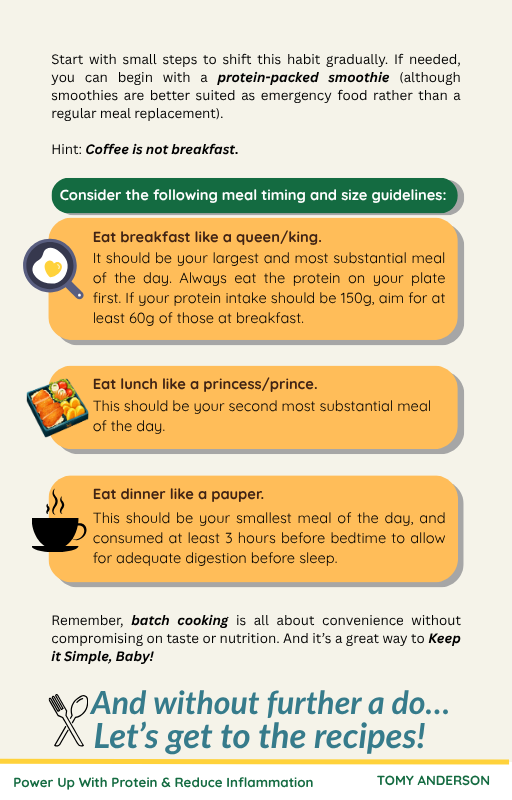 Start with small steps to shift this habit gradually. If needed,
you can begin with a protein-packed smoothie (although
smoothies are better suited as emergency food rather than a
regular meal replacement).
Hint: Coffee is not breakfast.
Consider the following meal timing and size guidelines:
Eat breakfast like a queen/king.
It should be your largest and most substantial meal
of the day. Always eat the protein on your plate
first. If your protein intake should be 150g, aim for at
least 60g of those at breakfast.
Eat lunch like a princess/prince.
This should be your second most substantial meal
of the day.
Eat dinner like a pauper.
This should be your smallest meal of the day, and
consumed at least 3 hours before bedtime to allow
for adequate digestion before sleep.
Remember, batch cooking is all about convenience without
compromising on taste or nutrition. And it's a great way to Keep
it Simple, Baby!
And without further a do...
Let's get to the recipes!
Power Up With Protein & Reduce Inflammation
TOMY ANDERSON